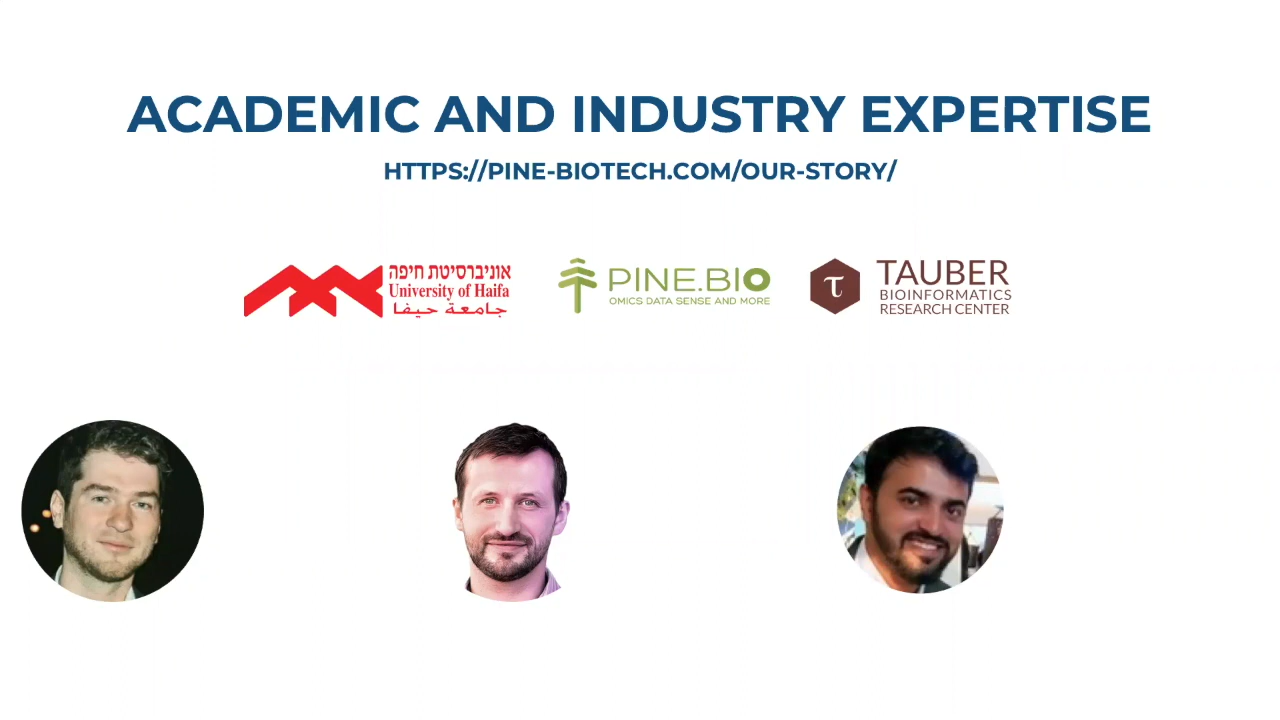 ACADEMIC AND INDUSTRY EXPERTISE
HTTPS://PINE-BIOTECH.COM/OUR-STORY/
אוניברסיטת חיפה
University of Haifa
جامعة حيفا
PINE.BIO
OMICS DATA SENSE AND MORE
τ
TAUBER
BIOINFORMATICS
RESEARCH CENTER